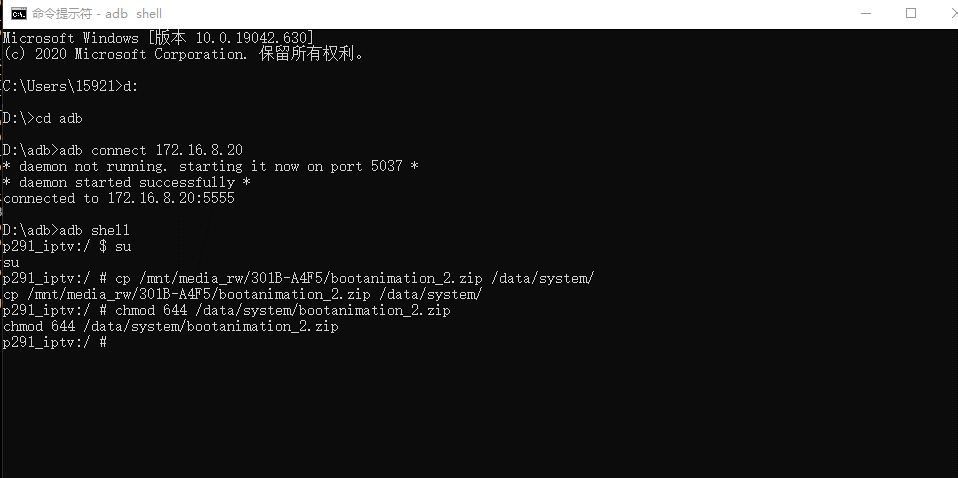 命令提示符 - adb shell
Microsoft Windows [版本 10.0.19042.630]
(c) 2020 Microsoft Corporation. 保留所有权利。
C:\Users\15921>d:
D:\>cd adb
D:\adb>adb connect 172.16.8.20
* daemon not running. starting it now on port 5037 *
* daemon started successfully *
connected to 172.16.8.20:5555
D:\adb>adb shell
p291_iptv:/ $ su
su
p291_iptv:/ # cp /mnt/media_rw/301B-A4F5/bootanimation_2.zip /data/system/
cp /mnt/media_rw/301B-A4F5/bootanimation_2.zip /data/system/
p291_iptv:/ # chmod 644 /data/system/bootanimation_2.zip
chmod 644 /data/system/bootanimation_2.zip
p291_iptv:/ #